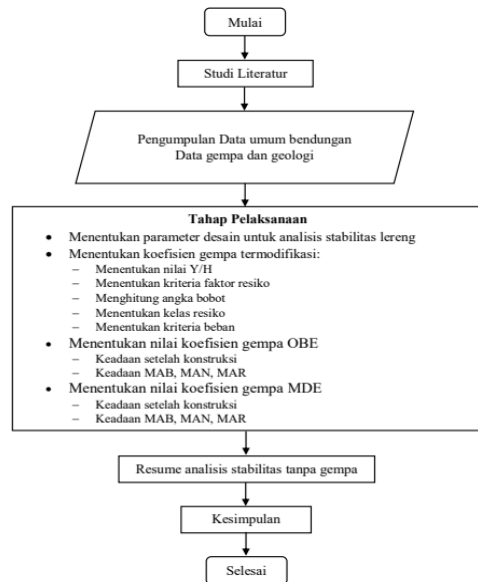 Mulai
Studi Literatur
Pengumpulan Data umum bendungan
Data gempa dan geologi
Tahap Pelaksanaan
• Menentukan parameter desain untuk analisis stabilitas lereng
• Menentukan koefisien gempa termodifikasi:
– Menentukan nilai Y/H
– Menentukan kriteria faktor resiko
– Menghitung angka bobot
– Menentukan kelas resiko
– Menentukan kriteria beban
• Menentukan nilai koefisien gempa OBE
– Keadaan setelah konstruksi
– Keadaan MAB, MAN, MAR
• Menentukan nilai koefisien gempa MDE
– Keadaan setelah konstruksi
– Keadaan MAB, MAN, MAR
Resume analisis stabilitas tanpa gempa
Kesimpulan
Selesai